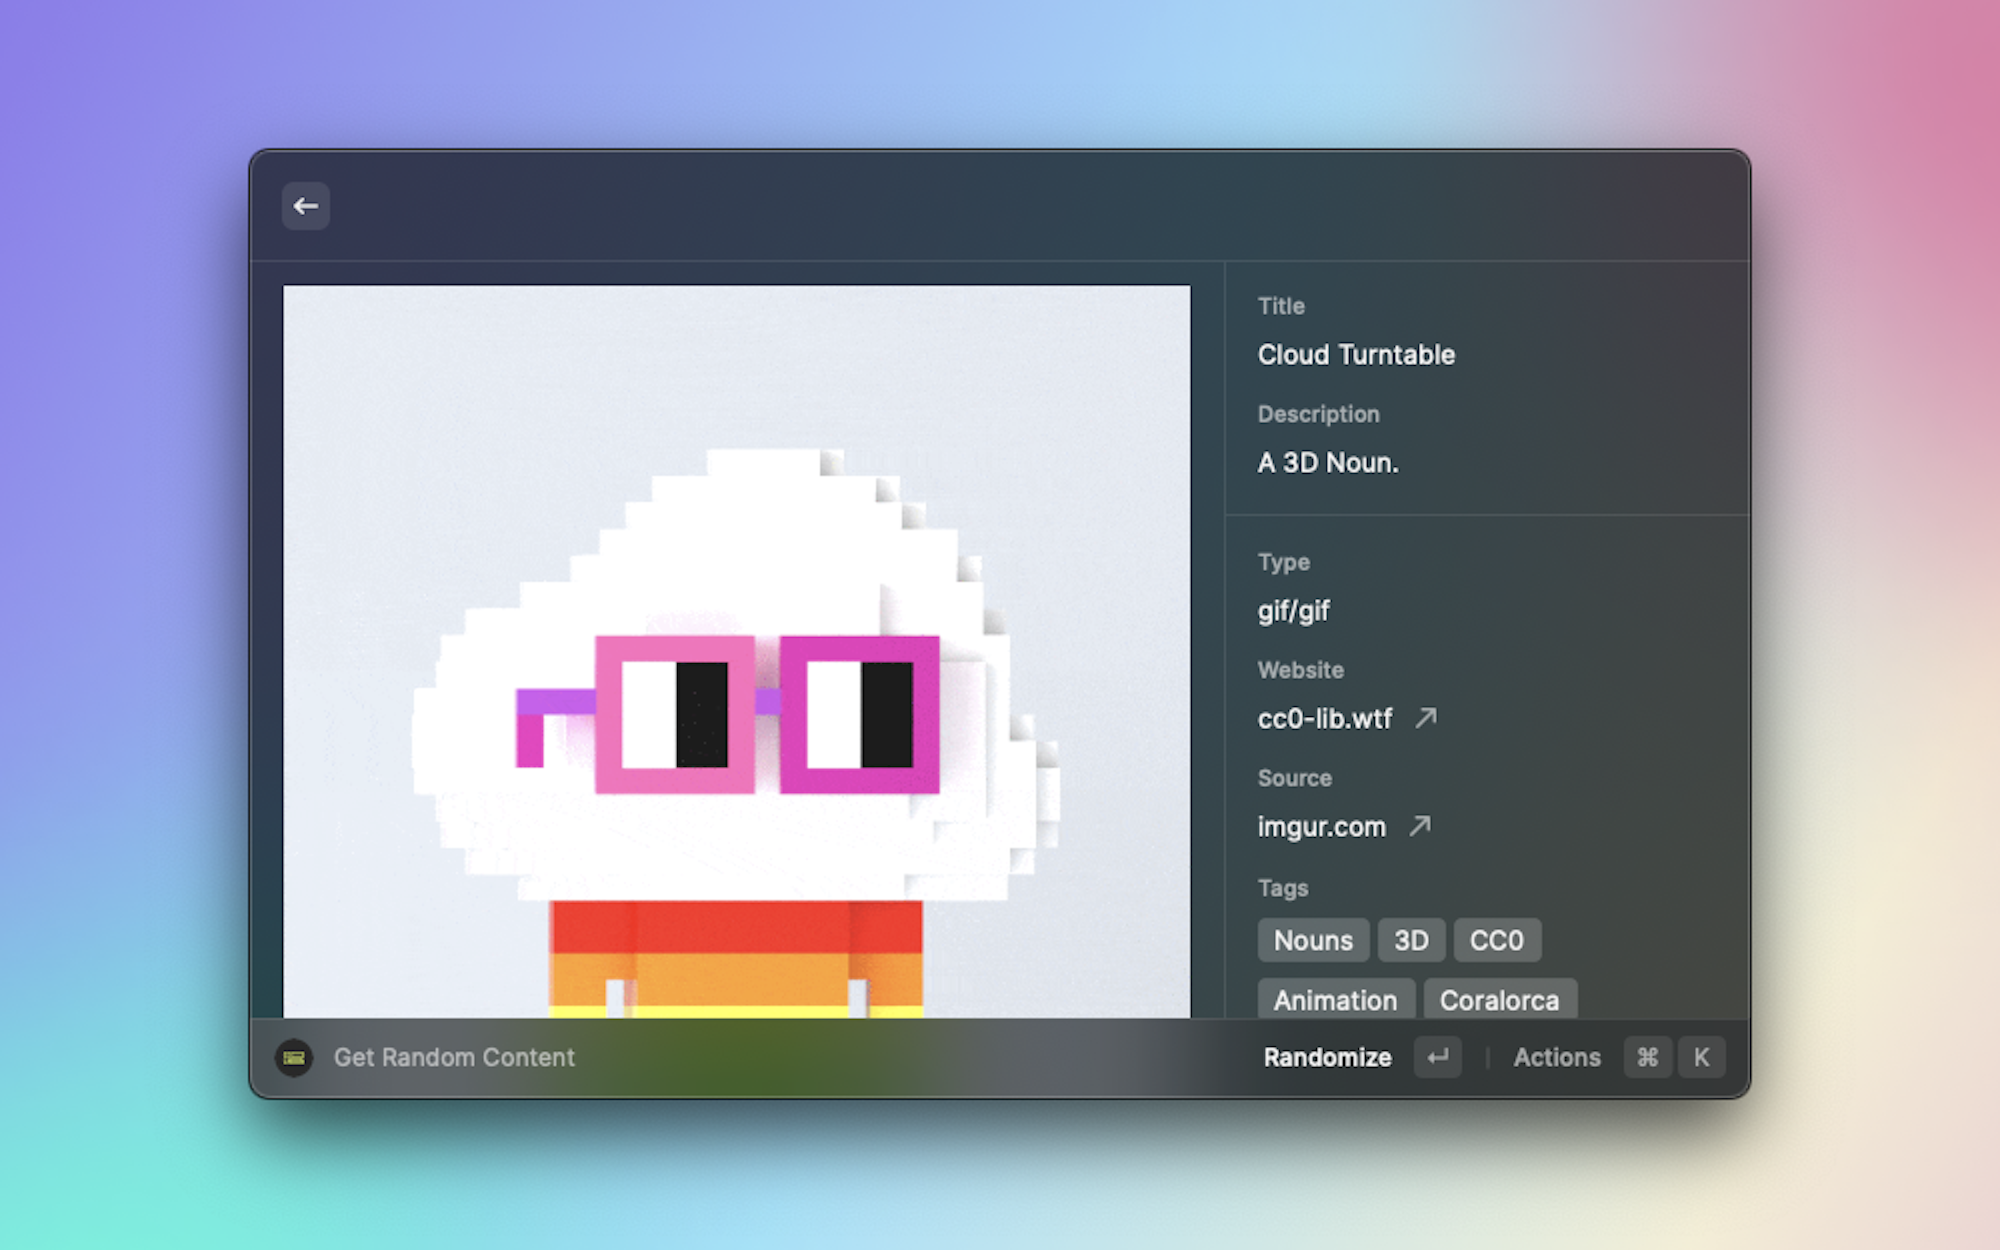 Title
Cloud Turntable
Description
A 3D Noun.
Type
gif/gif
Website
cc0-lib.wtf
Source
imgur.com
Tags
Nouns 3D CC0
Animation Coralorca
Get Random Content Randomize Actions ⌘ K